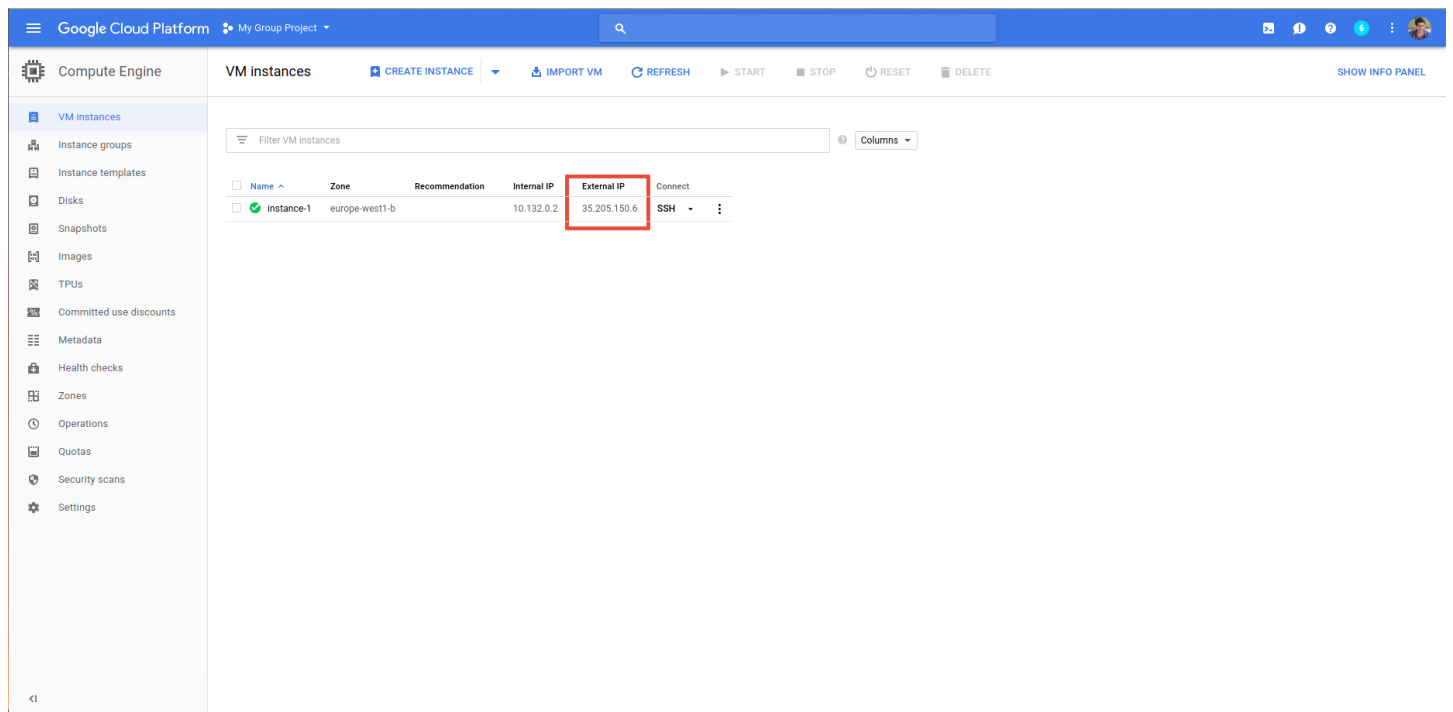 Google Cloud Platform My Group Project 6
Compute Engine VM instances CREATE INSTANCE IMPORT VM REFRESH START STOP RESET DELETE SHOW INFO PANEL
VM instances
Instance groups
Instance templates
Disks
Snapshots
Images
TPUs
Committed use discounts
Metadata
Health checks
Zones
Operations
Quotas
Security scans
Settings
Filter VM instances Columns
Name Zone Recommendation Internal IP External IP Connect
instance-1 europe-west1-b 10.132.0.2 35.205.150.6 SSH